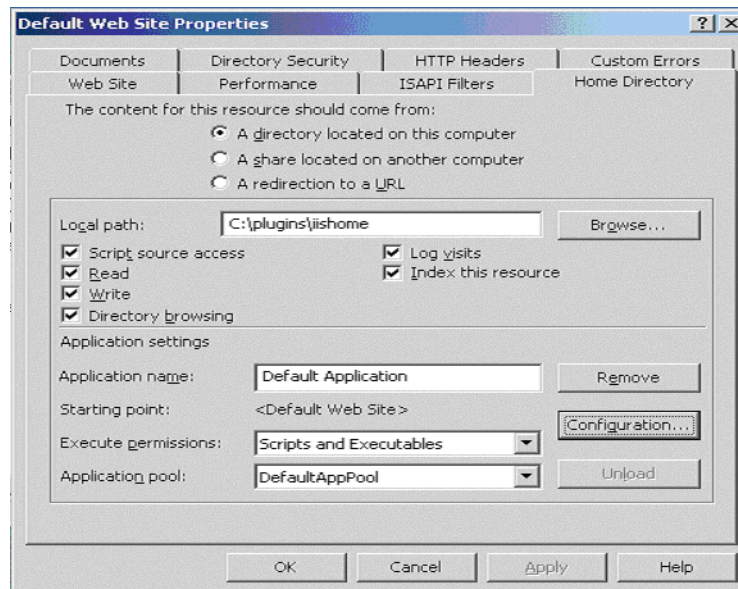 Default Web Site Properties
Documents Directory Security HTTP Headers Custom Errors
Web Site Performance ISAPI Filters Home Directory
The content for this resource should come from:
A directory located on this computer
A share located on another computer
A redirection to a URL
Local path: C:\plugins\iishome Browse...
Script source access Log visits
Read Index this resource
Write
Directory browsing
Application settings
Application name: Default Application Remove
Starting point: <Default Web Site>
Configuration...
Execute permissions: Scripts and Executables
Application pool: DefaultAppPool Unload
OK Cancel Apply Help